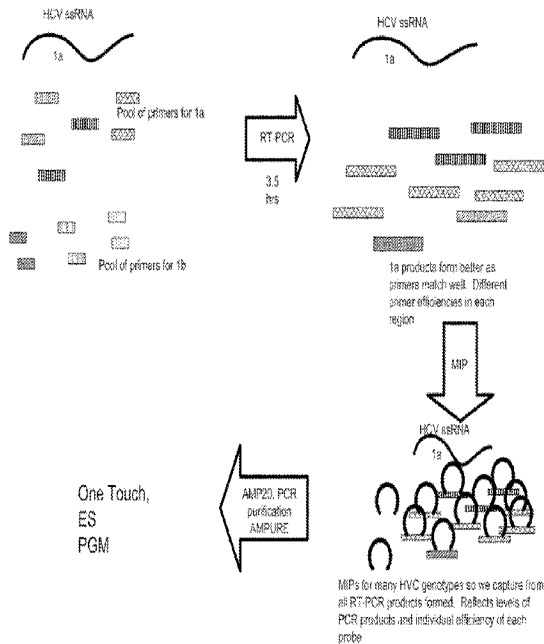 HCV ssRNA
1a
Pool of primers for 1a
Pool of primers for 1b
RT PCR
3.5
hrs
HCV ssRNA
1a
1a products form better as
primers match well. Different
primer efficiencies in each
region
MIP
HCV ssRNA
1a
MIPs for many HVC genotypes so we capture from
all RT-PCR products formed. Reflects levels of
PCR products and individual efficiency of each
probe
AMP20, PCR
purification
AMPURE
One Touch,
ES
PGM